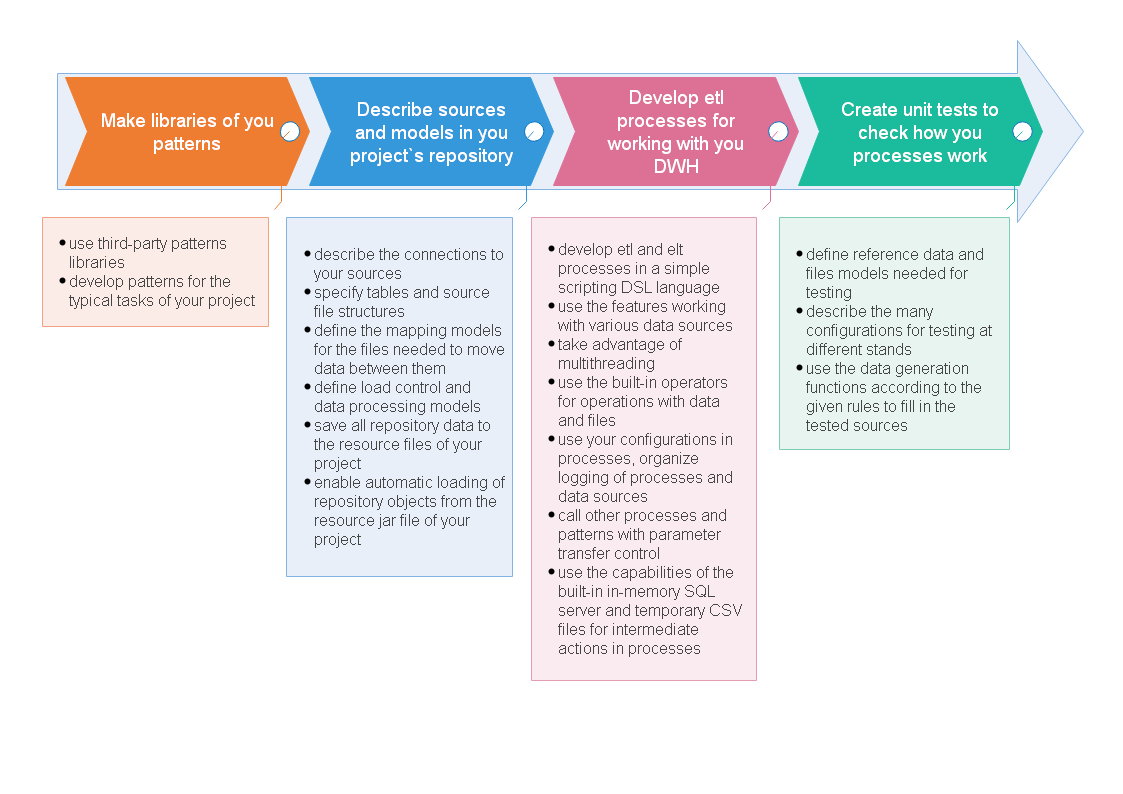 Make libraries of you
patterns
Describe sources
and models in you
project`s repository
Develop etl
processes for
working with you
DWH
Create unit tests to
check how you
processes work
• use third-party patterns
libraries
• develop patterns for the
typical tasks of your project
• describe the connections to
your sources
• specify tables and source
file structures
• define the mapping models
for the files needed to move
data between them
• define load control and
data processing models
• save all repository data to
the resource files of your
project
• enable automatic loading of
repository objects from the
resource jar file of your
project
• develop etl and elt
processes in a simple
scripting DSL language
• use the features working
with various data sources
• take advantage of
multithreading
• use the built-in operators
for operations with data
and files
• use your configurations in
processes, organize
logging of processes and
data sources
• call other processes and
patterns with parameter
transfer control
• use the capabilities of the
built-in in-memory SQL
server and temporary CSV
files for intermediate
actions in processes
• define reference data and
files models needed for
testing
• describe the many
configurations for testing at
different stands
• use the data generation
functions according to the
given rules to fill in the
tested sources